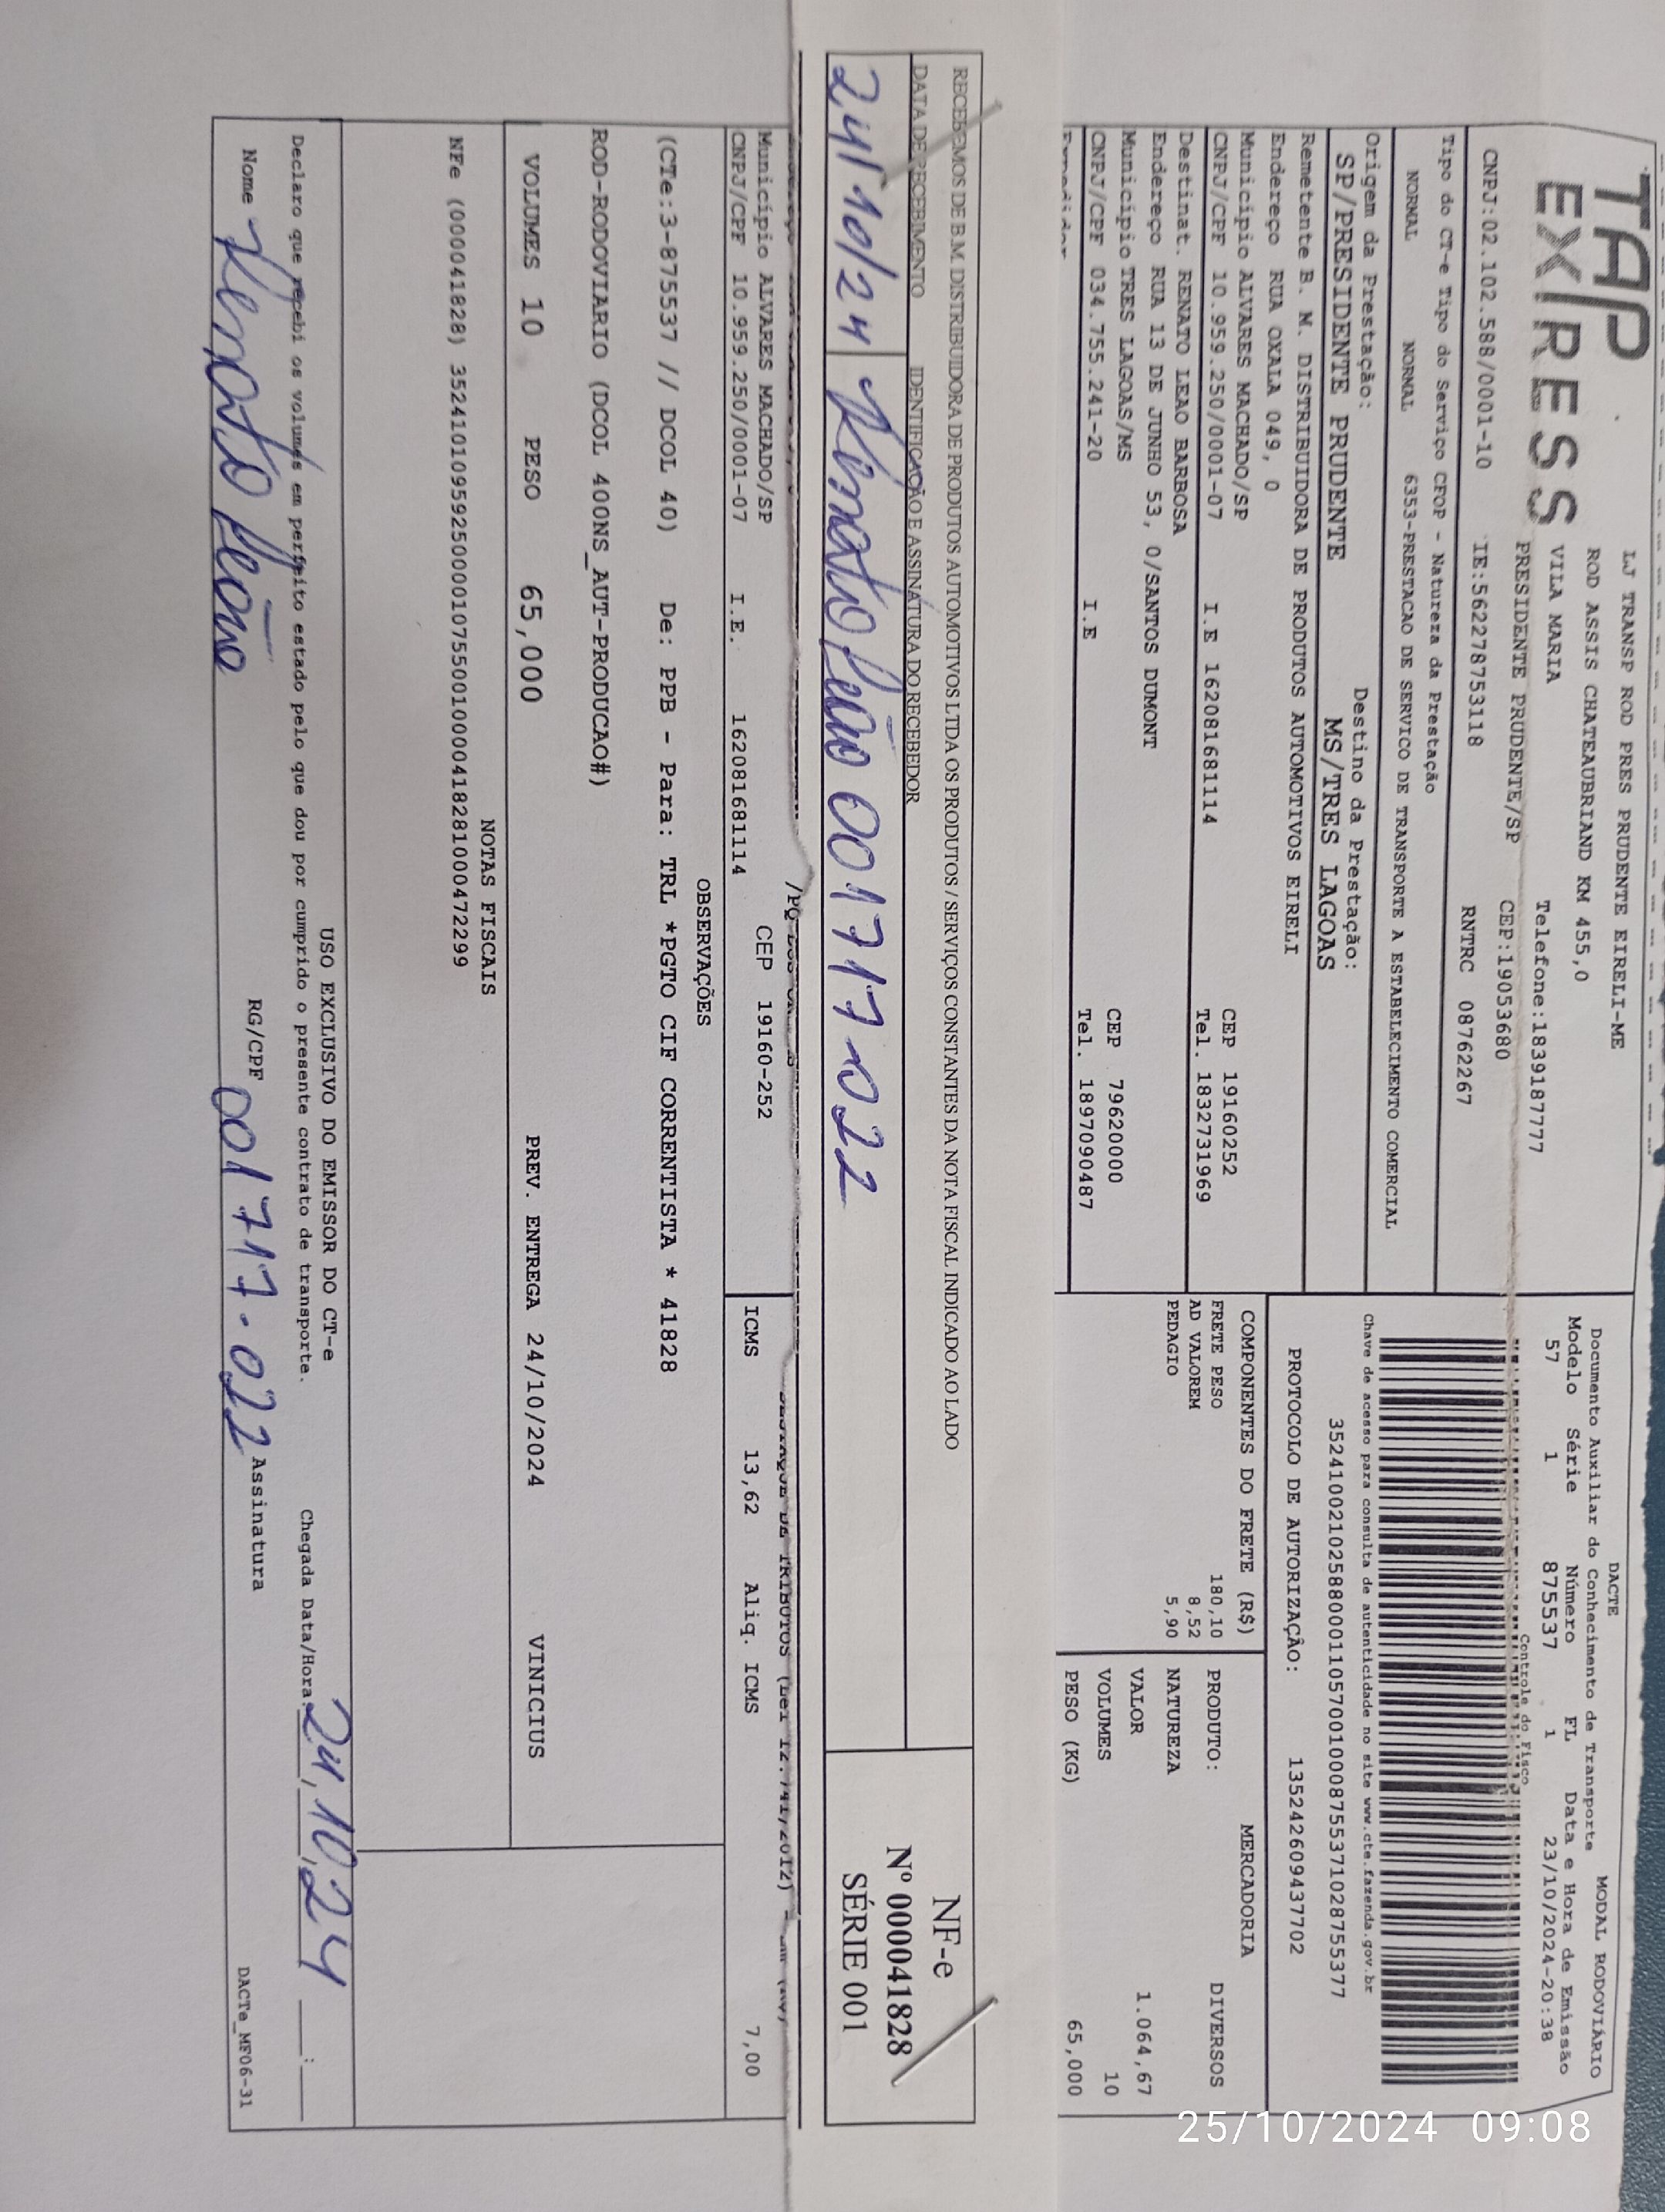 TAP
EXPRESS
LJ TRANSP ROD PRES PRUDENTE EIRELI-ME
ROD ASSIS CHATEAUBRIAND KM 455,0
VILA MARIA
Telefone:1839187777
PRESIDENTE PRUDENTE/SP CEP:19053680
CNPJ:02.102.588/0001-10 IE:562278753118 RNTRC 08762267
DACTE MODAL RODOVIÁRIO
Documento Auxiliar do Conhecimento de Transporte
Modelo Série Número FL Data e Hora de Emissão
57 1 875537 1 23/10/2024-20:38
Controle do Fisco
Tipo do CT-e Tipo do Serviço CFOP - Natureza da Prestação
NORMAL NORMAL 6353-PRESTACAO DE SERVICO DE TRANSPORTE A ESTABELECIMENTO COMERCIAL
Chave de acesso para consulta de autenticidade no site www.cte.fazenda.gov.br
35241002102588000110570010008755371028755377
Origem da Prestação: Destino da Prestação:
SP/PRESIDENTE PRUDENTE MS/TRES LAGOAS
PROTOCOLO DE AUTORIZAÇÃO: 135242609437702
Remetente B. M. DISTRIBUIDORA DE PRODUTOS AUTOMOTIVOS EIRELI
Endereço RUA OXALA 049, 0
Município ALVARES MACHADO/SP CEP 19160252
CNPJ/CPF 10.959.250/0001-07 I.E 162081681114 Tel. 1832731969
Destinat. RENATO LEAO BARBOSA
Endereço RUA 13 DE JUNHO 53, 0/SANTOS DUMONT
Município TRES LAGOAS/MS CEP 79620000
CNPJ/CPF 034.755.241-20 I.E Tel. 1897090487
COMPONENTES DO FRETE (R$)
FRETE PESO 180,10
AD VALOREM 8,52
PEDAGIO 5,90
MERCADORIA
PRODUTO: DIVERSOS
NATUREZA
VALOR 1.064,67
VOLUMES 10
PESO (KG) 65,000
RECEBEMOS DE B.M. DISTRIBUIDORA DE PRODUTOS AUTOMOTIVOS LTDA OS PRODUTOS / SERVIÇOS CONSTANTES DA NOTA FISCAL INDICADO AO LADO
DATA DE RECEBIMENTO IDENTIFICAÇÃO E ASSINATURA DO RECEBEDOR
24/10/24 Renato Leão 001717022
NF-e
Nº 000041828
SÉRIE 001
Município ALVARES MACHADO/SP CEP 19160-252
CNPJ/CPF 10.959.250/0001-07 I.E. 162081681114
ICMS 13,62 Aliq. ICMS 7,00
OBSERVAÇÕES
(CTe:3-875537 // DCOL 40) De: PPB - Para: TRL *PGTO CIF CORRENTISTA * 41828
ROD-RODOVIARIO (DCOL 400NS_AUT-PRODUCAO#)
VOLUMES 10 PESO 65,000 PREV. ENTREGA 24/10/2024 VINICIUS
NOTAS FISCAIS
NFe (000041828) 35241010959250000107550010000418281000472299
USO EXCLUSIVO DO EMISSOR DO CT-e
Declaro que recebi os volumes em perfeito estado pelo que dou por cumprido o presente contrato de transporte. Chegada Data/Hora: 24,10,24 :
Nome Renato Leão RG/CPF 001717.022 Assinatura
DACTe_MF06-31
25/10/2024 09:08